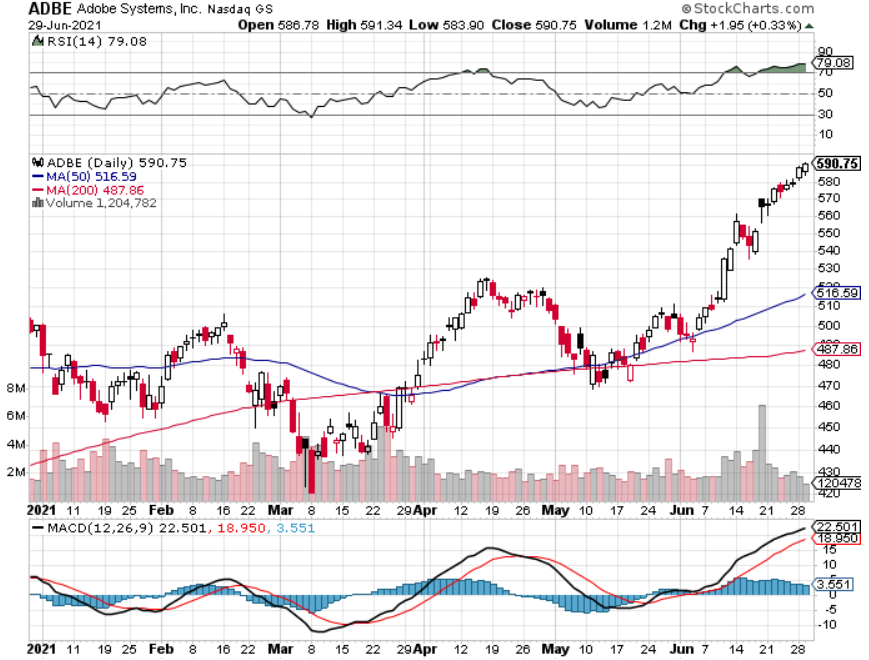 ADBE Adobe Systems, Inc. Nasdaq GS
© StockCharts.com
29-Jun-2021
Open 586.78 High 591.34 Low 583.90 Close 590.75 Volume 1.2M Chg +1.95 (+0.33%) ▲
RSI(14) 79.08
90
79.08
70
50
30
10
ADBE (Daily) 590.75
MA(50) 516.59
MA(200) 487.86
Volume 1,204,782
590.75
580
570
560
550
540
530
520
516.59
510
500
487.86
480
470
8M
460
6M
450
4M
440
2M
430
120478
420
2021 11 19 25 Feb 8 16 22 Mar 8 15 22 29 Apr 12 19 26 May 10 17 24 Jun 7 14 21 28
MACD(12,26,9) 22.501, 18.950, 3.551
22.501
18.950
15
10
5
3.551
0
-5
-10
2021 11 19 25 Feb 8 16 22 Mar 8 15 22 29 Apr 12 19 26 May 10 17 24 Jun 7 14 21 28